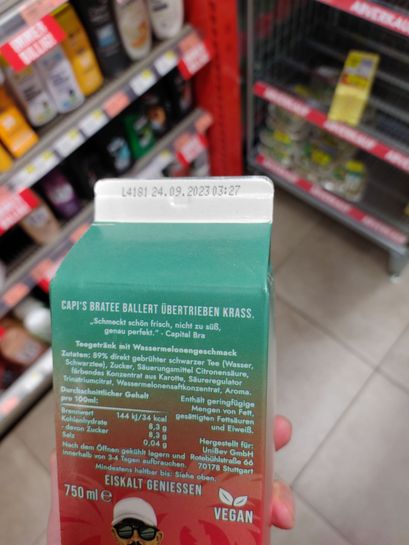 L4181 24.09.2023 03:27
CAPI'S BRATEE BALLERT ÜBERTRIEBEN KRASS.
„Schmeckt schön frisch, nicht zu süß,
genau perfekt." - Capital Bra
Teegetränk mit Wassermelonengeschmack
Zutaten: 89% direkt gebrühter schwarzer Tee (Wasser,
Schwarztee), Zucker, Säuerungsmittel Citronensäure,
färbendes Konzentrat aus Karotte, Säureregulator
Trinatriumcitrat, Wassermelonensaftkonzentrat, Aroma.
Durchschnittlicher Gehalt
pro 100ml:
Brennwert 144 kJ/34 kcal
Kohlenhydrate 8,3 g
- davon Zucker 8,3 g
Salz 0,04 g
Enthält geringfügige
Mengen von Fett,
gesättigten Fettsäuren
und Eiweiß.
Hergestellt für:
UniBev GmbH
Rotebühlstraße 66
70178 Stuttgart
Nach dem Öffnen gekühlt lagern und
innerhalb von 3-4 Tagen aufbrauchen.
Mindestens haltbar bis: Siehe oben.
EISKALT GENIESSEN
750 ml e
VEGAN